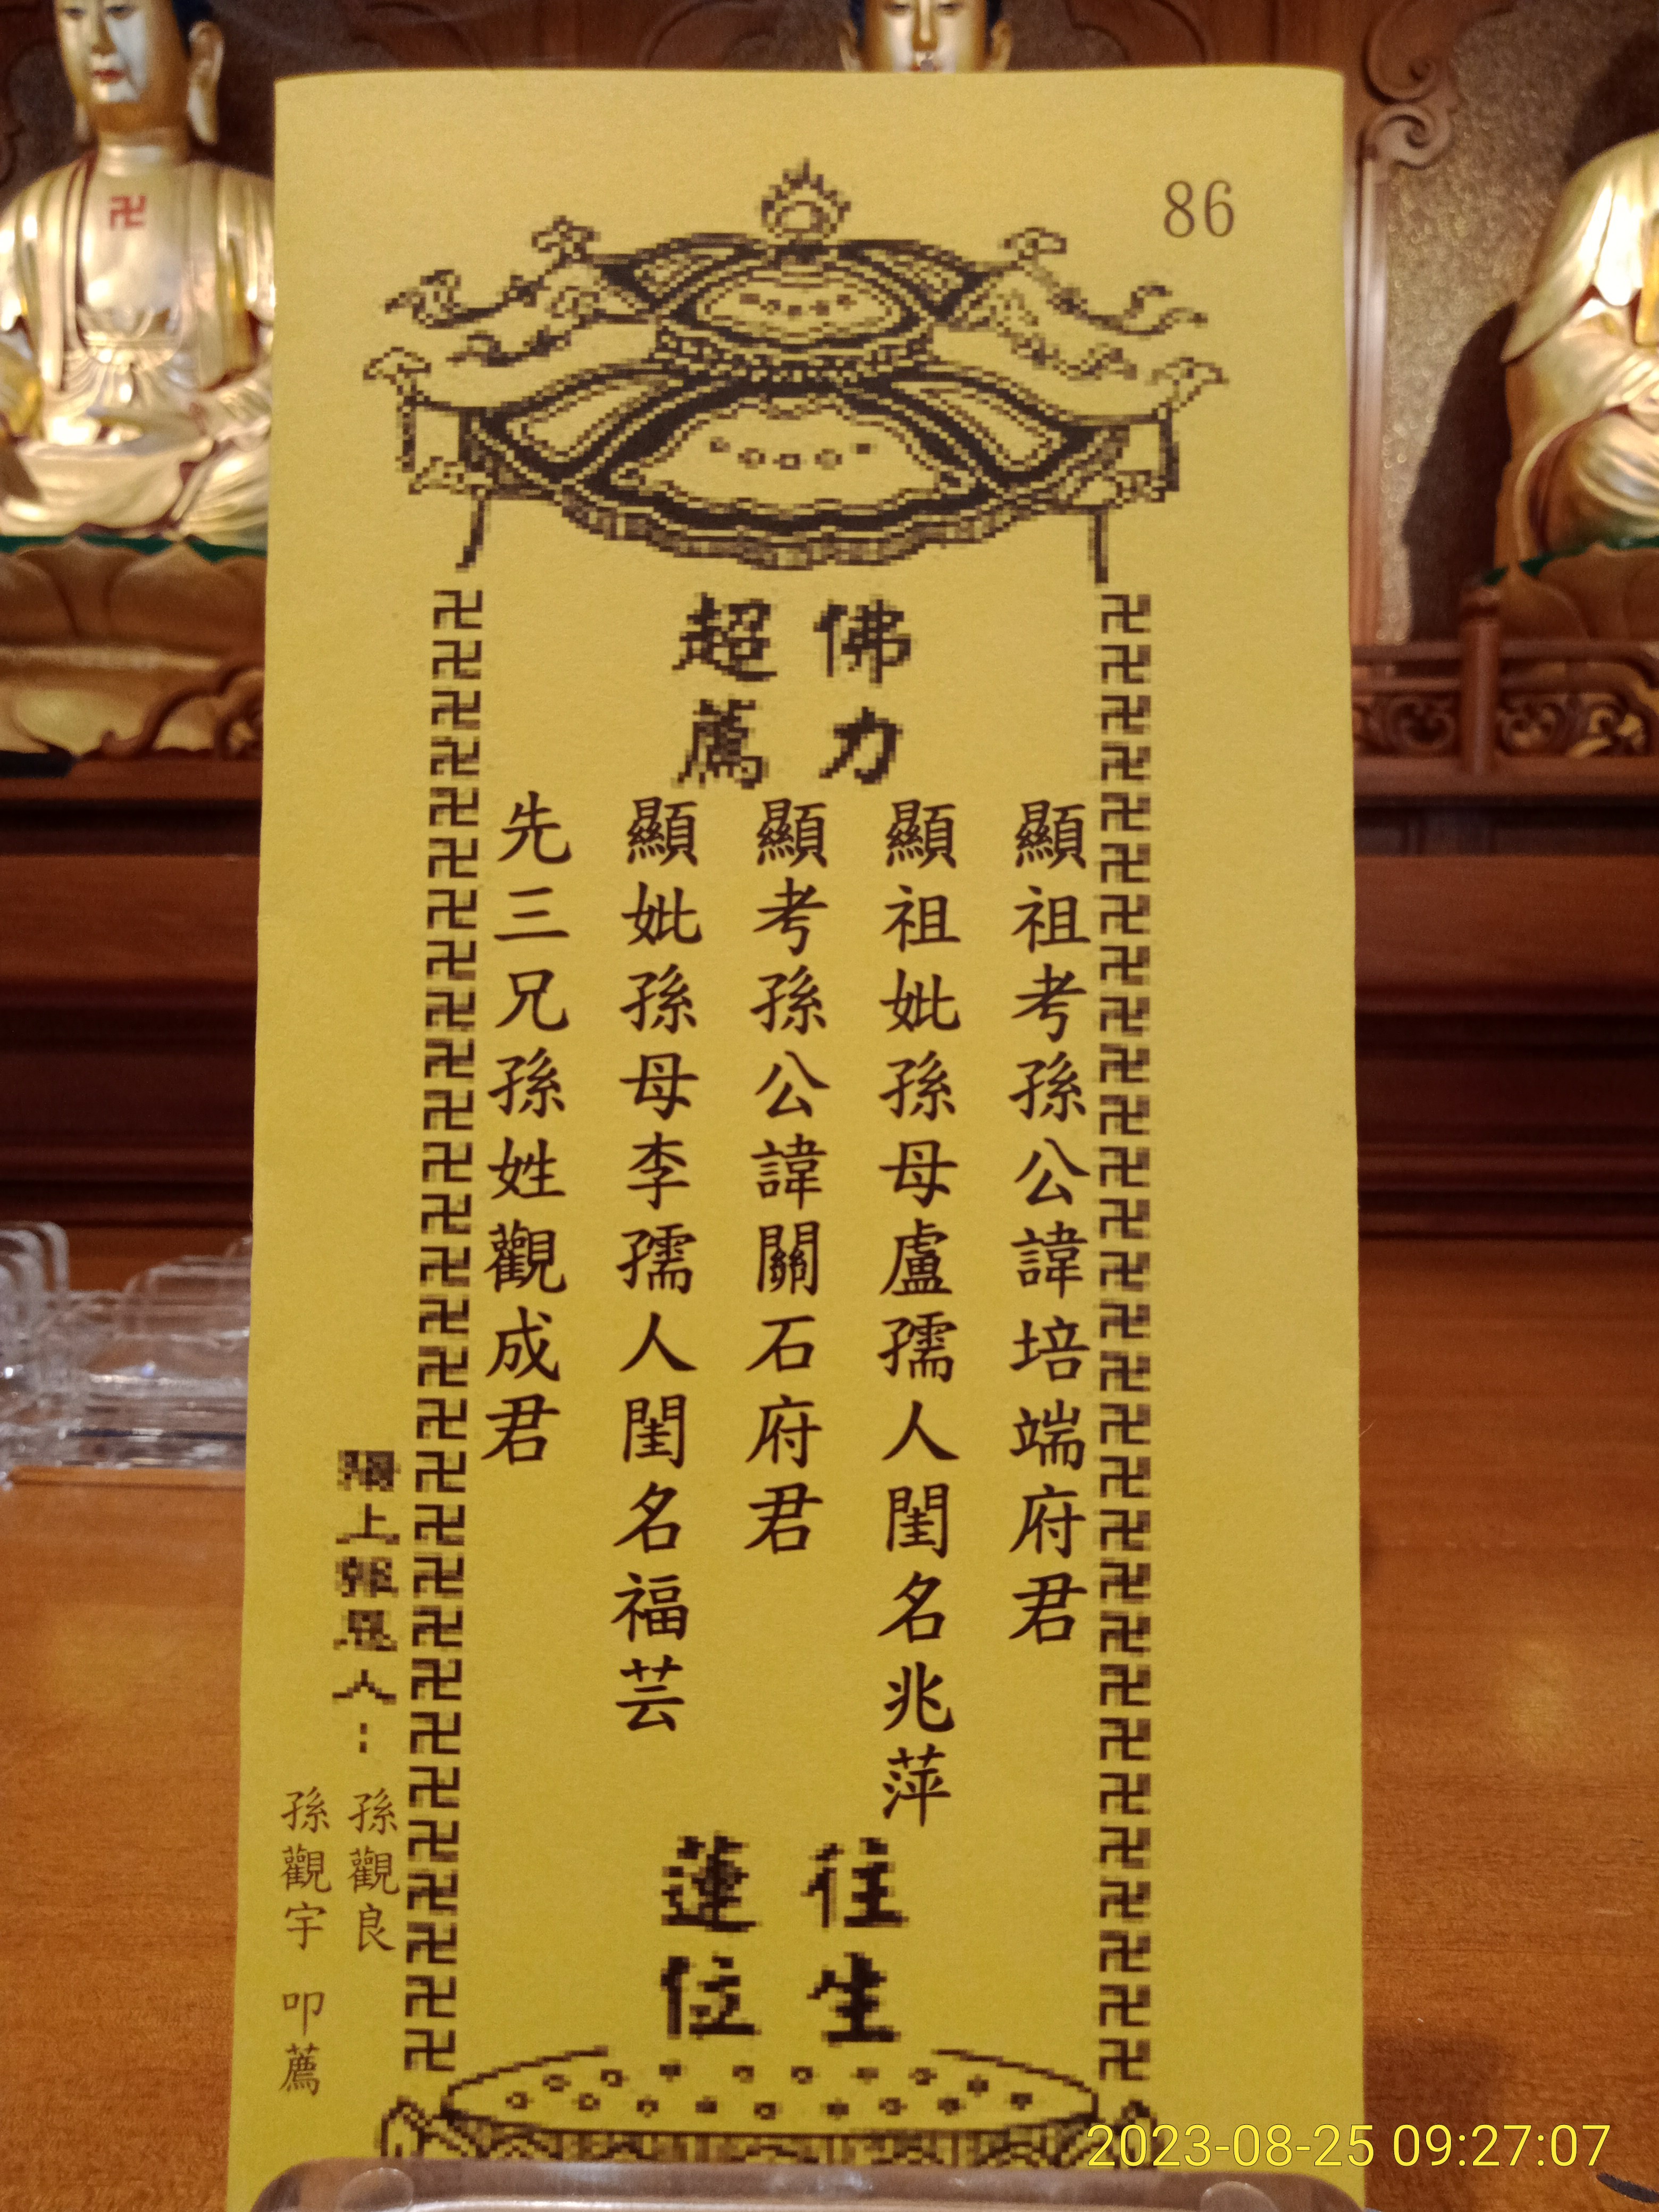 86
佛力
超薦
顯祖考孫公諱培端府君
顯祖妣孫母盧孺人閨名兆萍
顯考孫公諱關石府君
顯妣孫母李孺人閨名福芸
先三兄孫姓觀成君
往生
蓮位
陽上報恩人：
孫觀良
孫觀宇 叩薦
2023-08-25 09:27:07